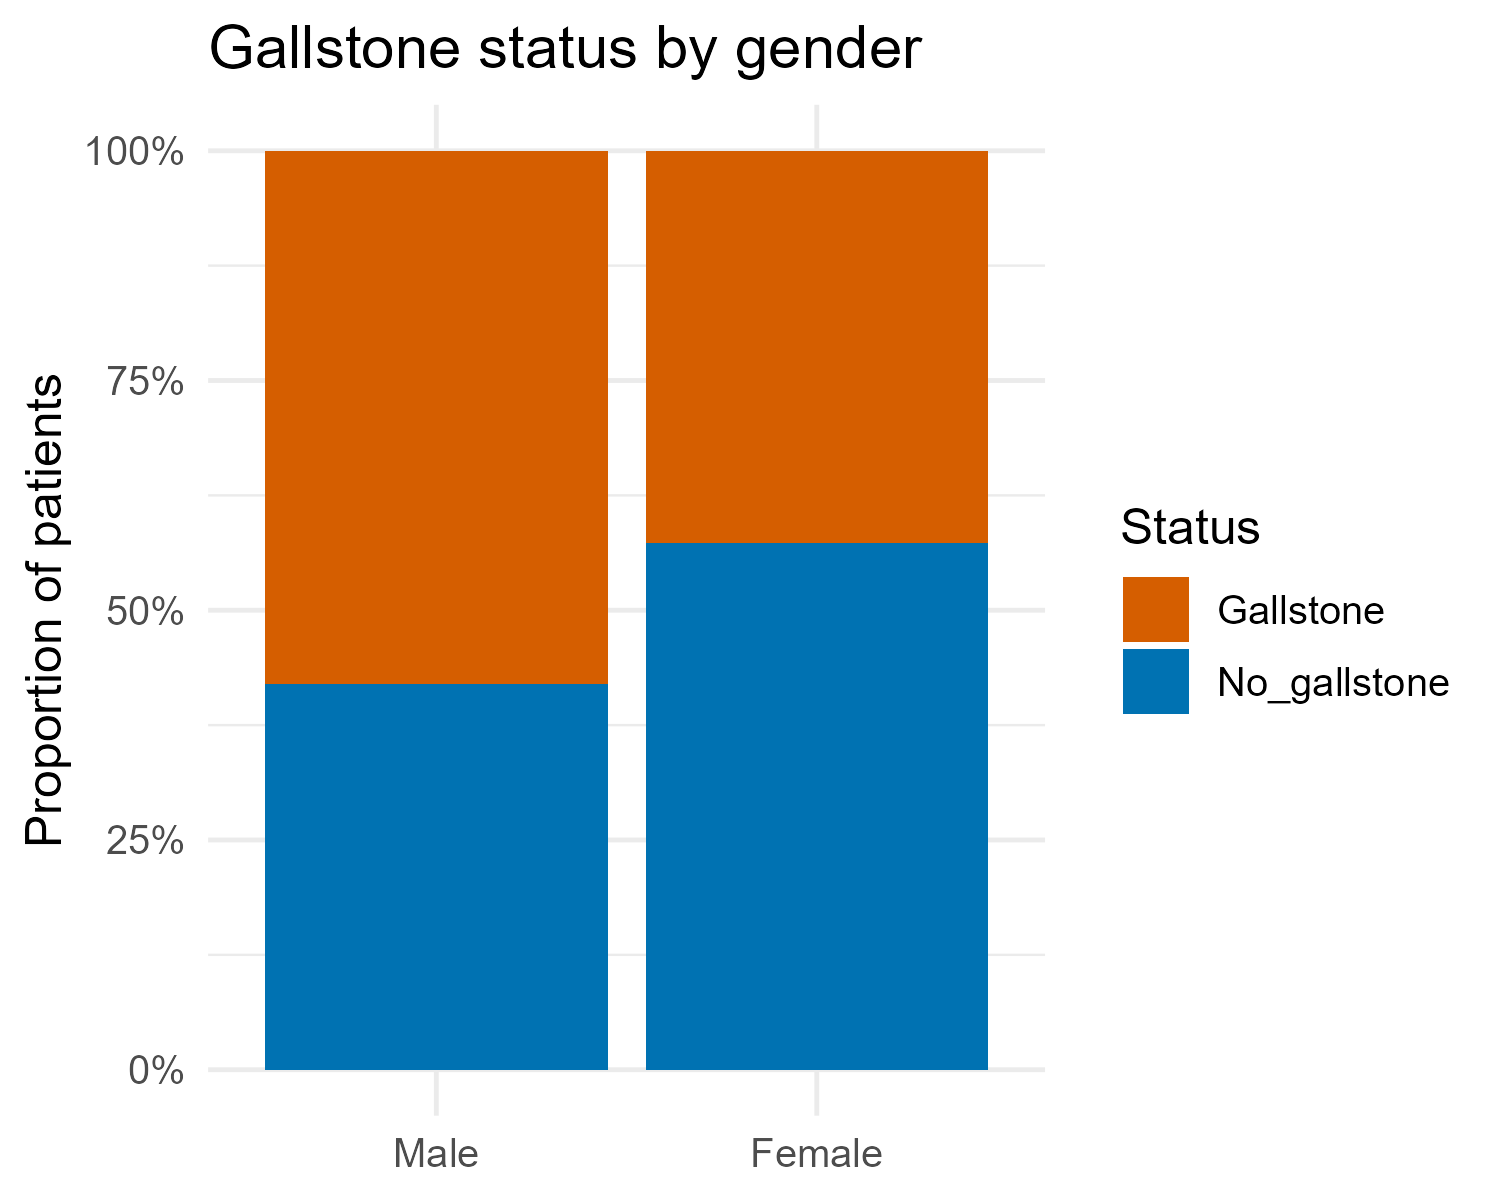 Gallstone status by gender
Proportion of patients
100%
75%
50%
25%
0%
Male
Female
Status
Gallstone
No_gallstone